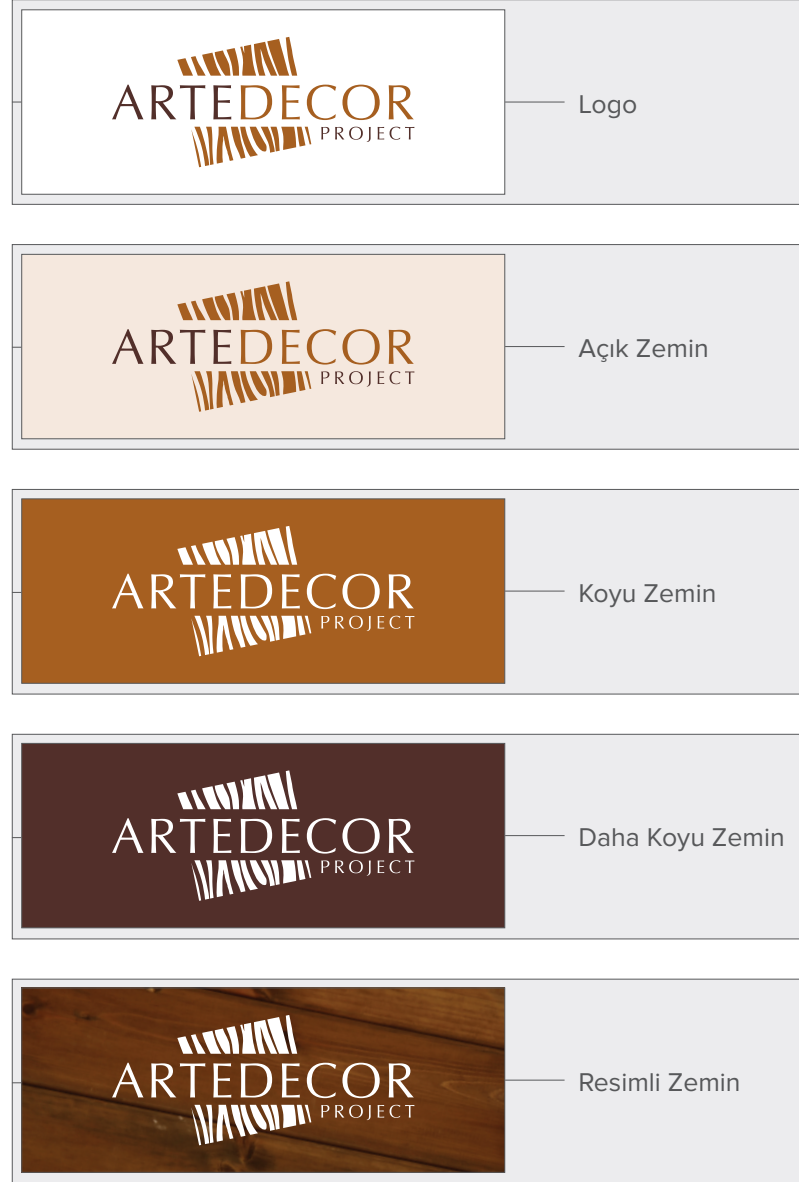 ARTEDECOR
PROJECT
Logo
ARTEDECOR
PROJECT
Açık Zemin
ARTEDECOR
PROJECT
Koyu Zemin
ARTEDECOR
PROJECT
Daha Koyu Zemin
ARTEDECOR
PROJECT
Resimli Zemin